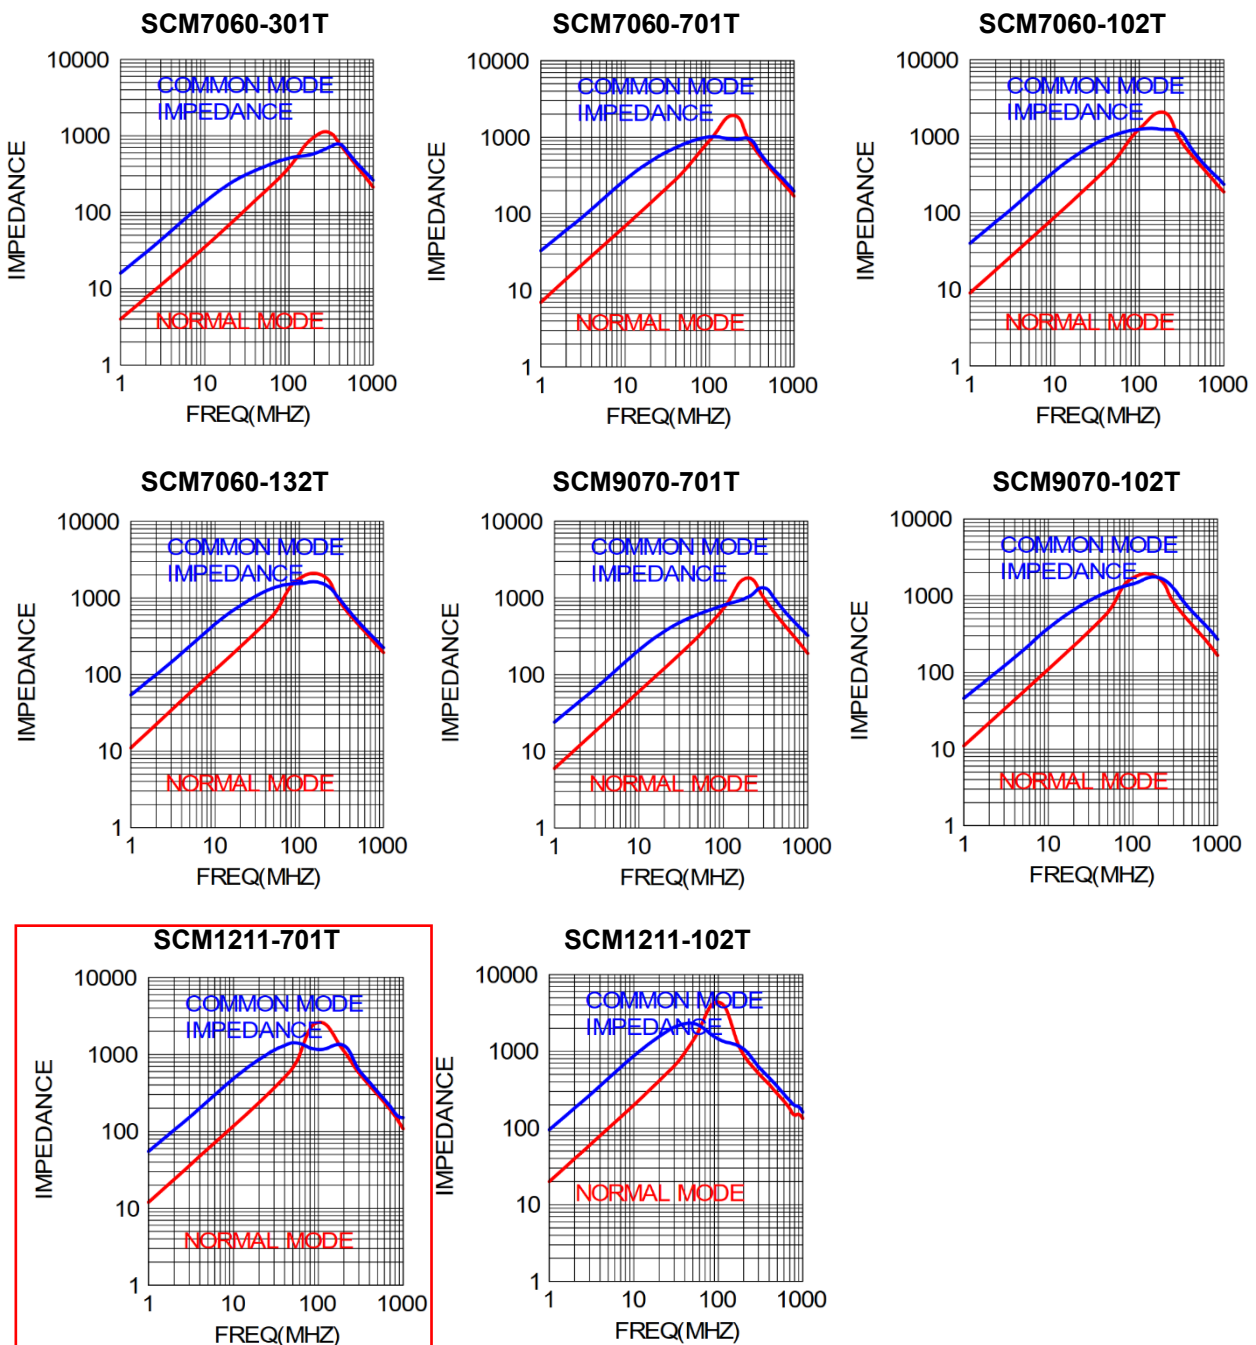 SCM7060-301T
10000
1000
100
10
1
COMMON MODE
IMPEDANCE
NORMAL MODE
IMPEDANCE
1 10 100 1000
FREQ(MHZ)
SCM7060-701T
10000
1000
100
10
1
COMMON MODE
IMPEDANCE
NORMAL MODE
IMPEDANCE
1 10 100 1000
FREQ(MHZ)
SCM7060-102T
10000
1000
100
10
1
COMMON MODE
IMPEDANCE
NORMAL MODE
IMPEDANCE
1 10 100 1000
FREQ(MHZ)
SCM7060-132T
10000
1000
100
10
1
COMMON MODE
IMPEDANCE
NORMAL MODE
IMPEDANCE
1 10 100 1000
FREQ(MHZ)
SCM9070-701T
10000
1000
100
10
1
COMMON MODE
IMPEDANCE
NORMAL MODE
IMPEDANCE
1 10 100 1000
FREQ(MHZ)
SCM9070-102T
10000
1000
100
10
1
COMMON MODE
IMPEDANCE
NORMAL MODE
IMPEDANCE
1 10 100 1000
FREQ(MHZ)
SCM1211-701T
10000
1000
100
10
1
COMMON MODE
IMPEDANCE
NORMAL MODE
IMPEDANCE
1 10 100 1000
FREQ(MHZ)
SCM1211-102T
10000
1000
100
10
1
COMMON MODE
IMPEDANCE
NORMAL MODE
IMPEDANCE
1 10 100 1000
FREQ(MHZ)